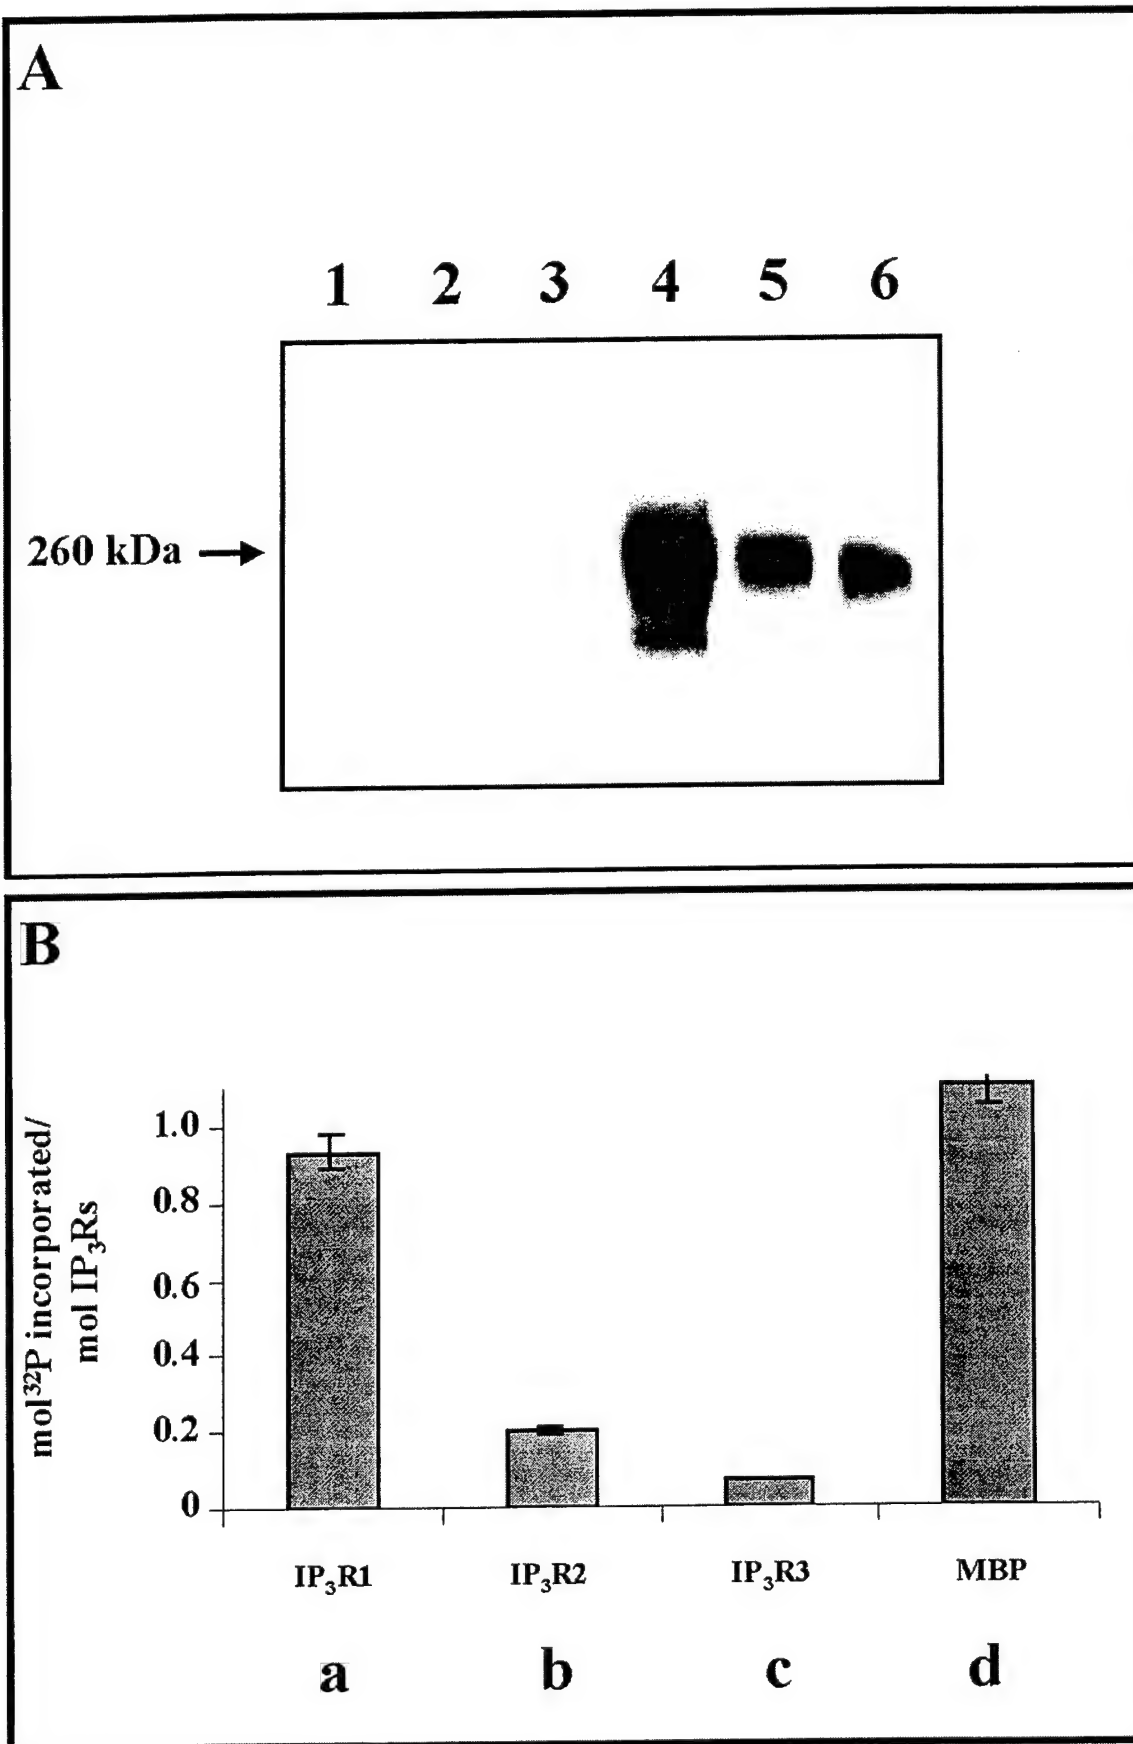 A
1 2 3 4 5 6
260 kDa
B
mol³²P incorporated/
mol IP₃Rs
1.0
0.8
0.6
0.4
0.2
0
IP₃R1 IP₃R2 IP₃R3 MBP
a b c d